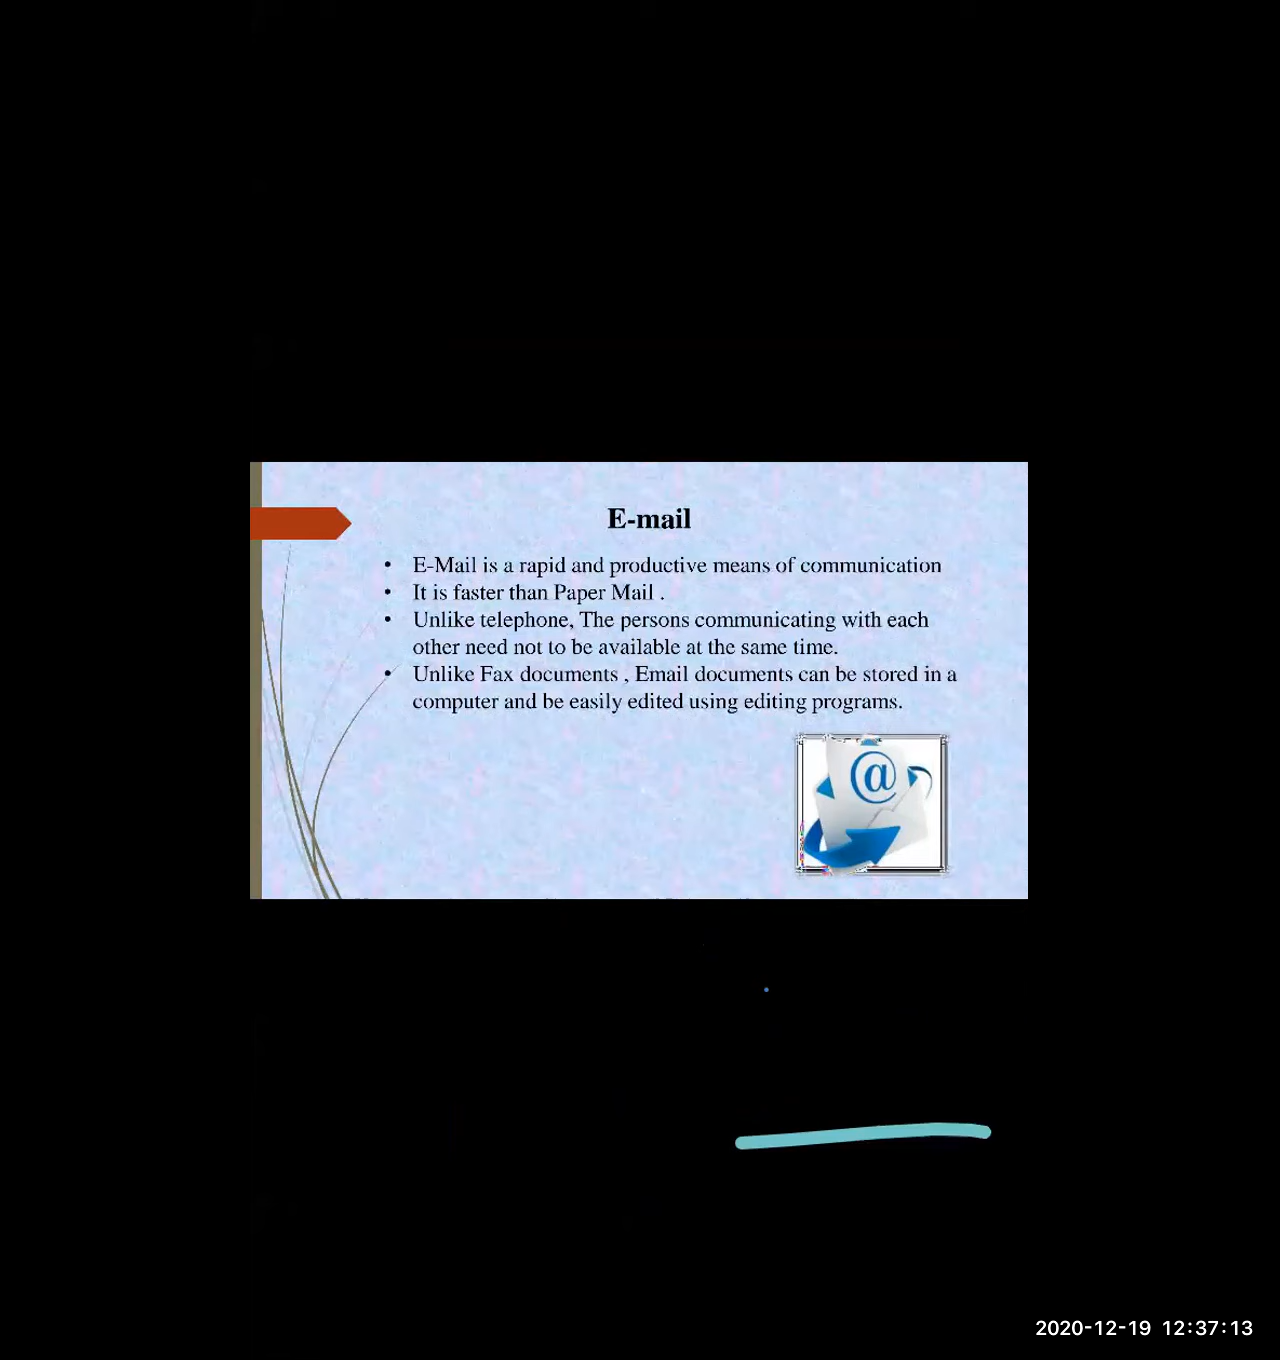 E-mail
• E-Mail is a rapid and productive means of communication
• It is faster than Paper Mail .
• Unlike telephone, The persons communicating with each
other need not to be available at the same time.
• Unlike Fax documents , Email documents can be stored in a
computer and be easily edited using editing programs.
@
2020-12-19 12:37:13